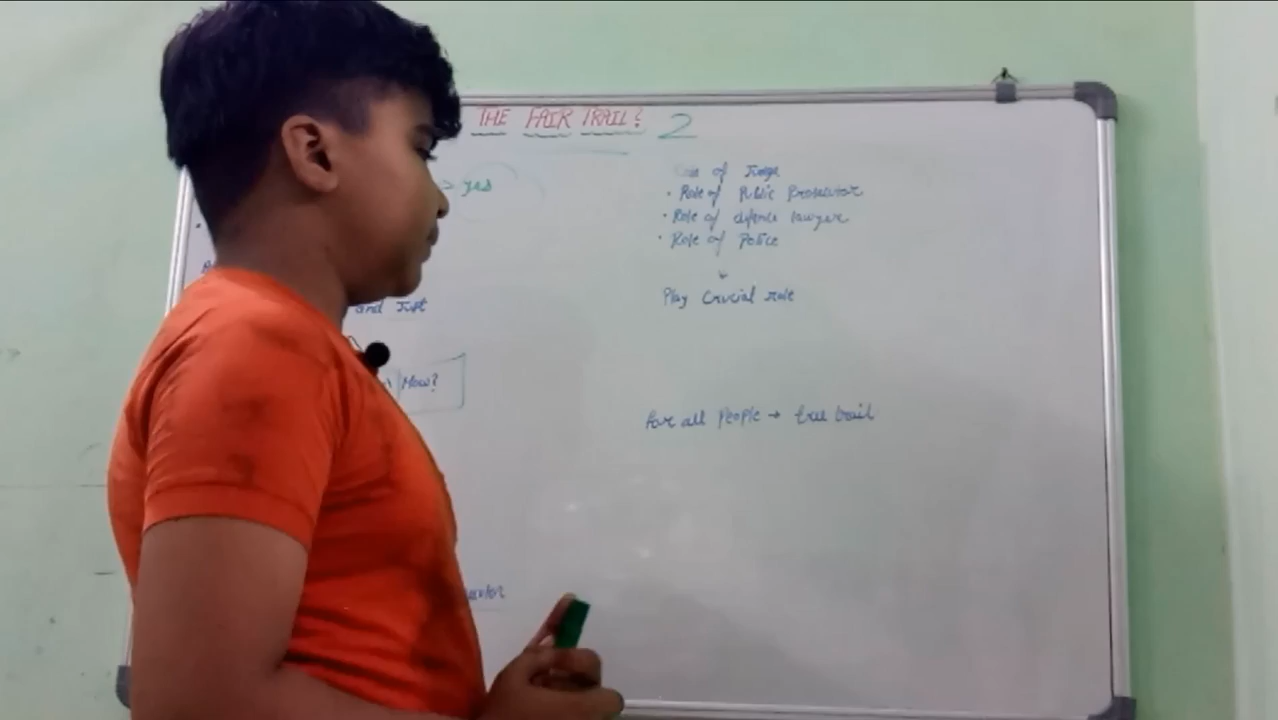 THE FAIR TRAIL? 2
yes
of Judge
• Role of Public Prosecutor
• Role of defence lawyer
• Role of Police
and Just
Play Crucial role
How?
For all People → free trail